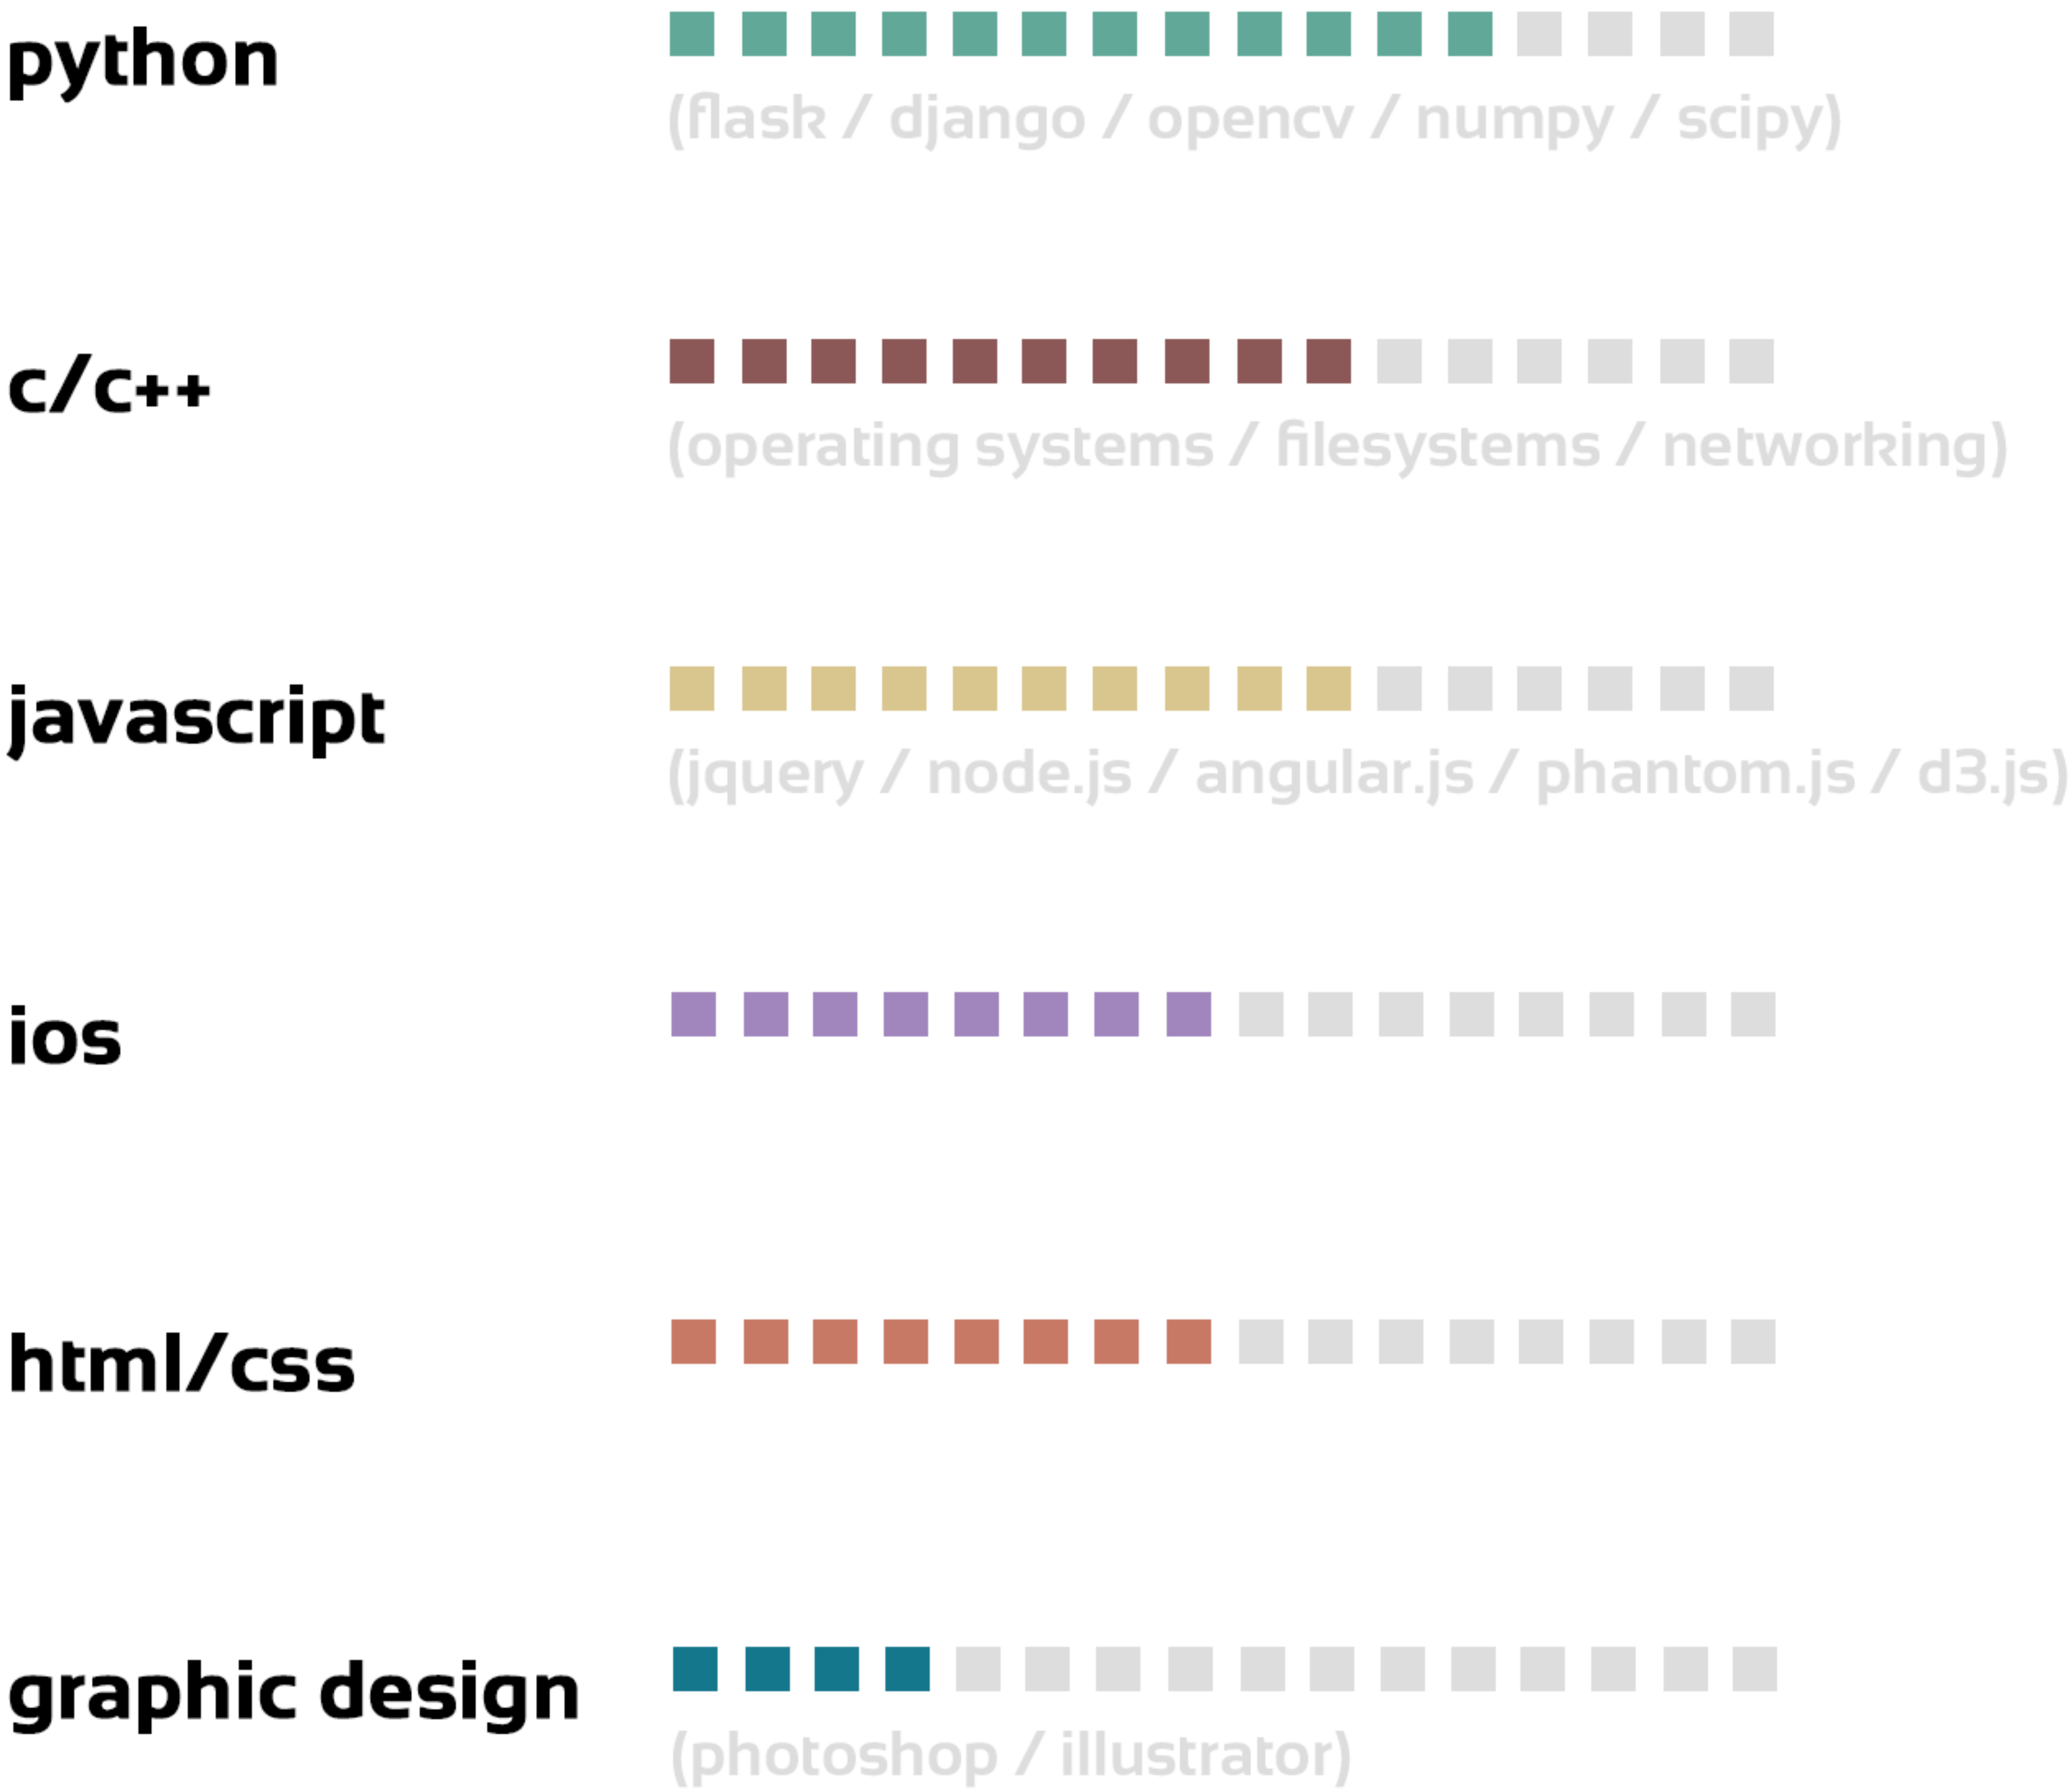 python
(flask / django / opencv / numpy / scipy)
c/c++
(operating systems / filesystems / networking)
javascript
(jquery / node.js / angular.js / phantom.js / d3.js)
ios
html/css
graphic design
(photoshop / illustrator)